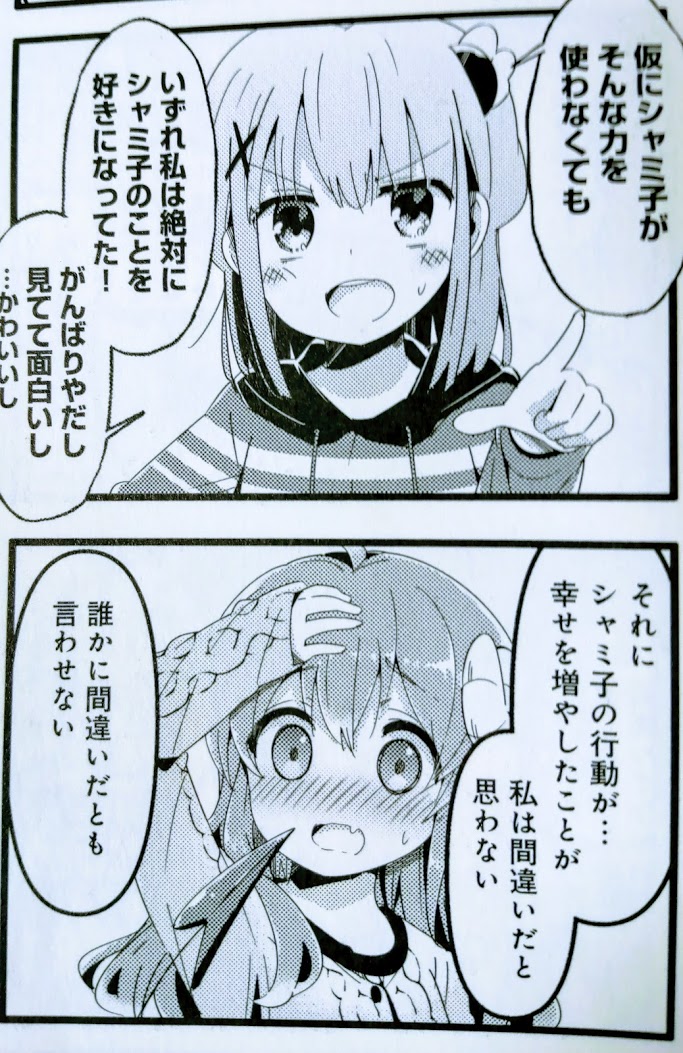 仮にシャミ子が
そんな力を
使わなくても
いずれ私は絶対に
シャミ子のことを
好きになってた!
がんばりやだし
見てて面白いし
…かわいいし
それに
シャミ子の行動が…
幸せを増やしたことが
私は間違いだと
思わない
誰かに間違いだとも
言わせない